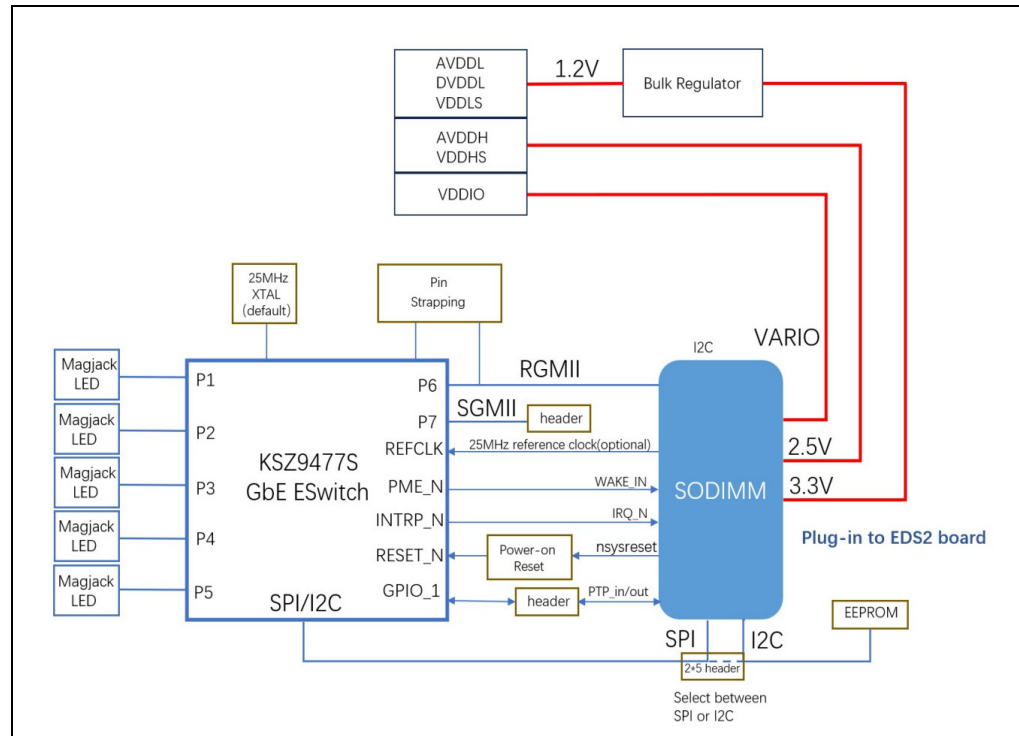 AVDDL
DVDDL
VDDLS
1.2V
Bulk Regulator
AVDDH
VDDHS
VDDIO
25MHz
XTAL
(default)
Pin
Strapping
VARIO
I2C
Magjack
LED
P1
P6
RGMII
Magjack
LED
P2
P7
SGMII
header
REFCLK
25MHz reference clock(optional)
2.5V
Magjack
LED
P3
KSZ9477S
GbE ESwitch
PME_N
WAKE_IN
SODIMM
3.3V
INTRP_N
IRQ_N
Plug-in to EDS2 board
Magjack
LED
P4
RESET_N
Power-on
Reset
nsysreset
Magjack
LED
P5
GPIO_1
header
PTP_in/out
SPI/I2C
EEPROM
SPI
I2C
2*5 header
Select between
SPI or I2C